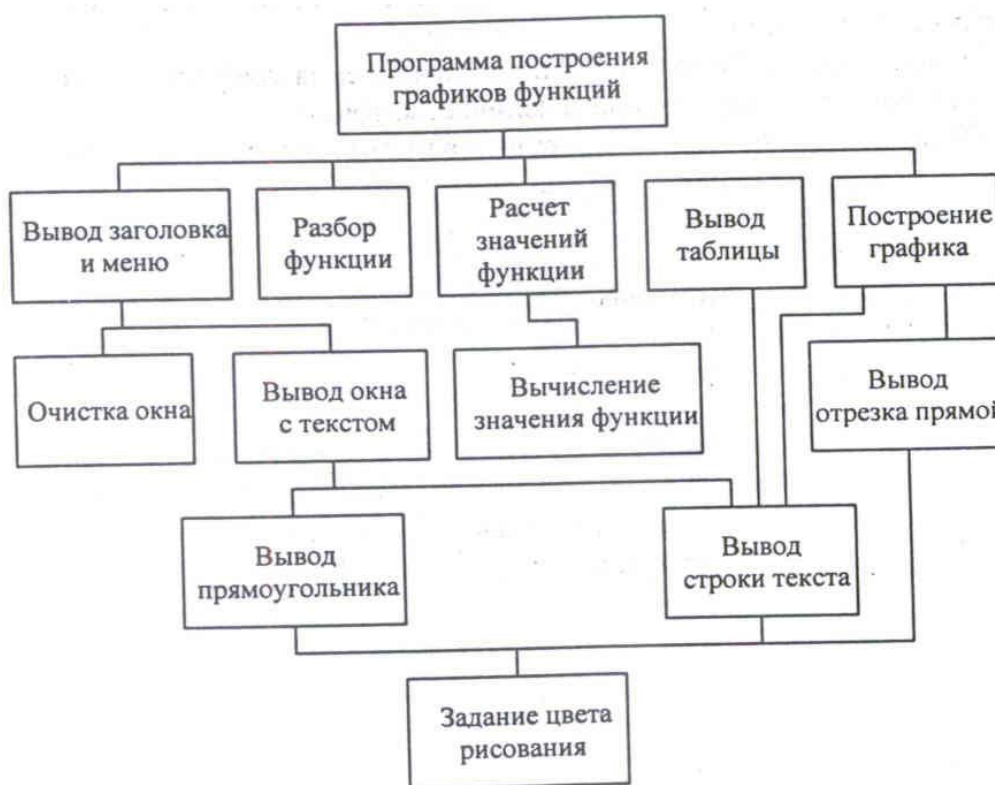 Программа построения
графиков функций
Вывод заголовка
и меню
Разбор
функции
Расчет
значений
функции
Вывод
таблицы
Построение
графика
Очистка окна
Вывод окна
с текстом
Вычисление
значения функции
Вывод
отрезка прямой
Вывод
прямоугольника
Вывод
строки текста
Задание цвета
рисования